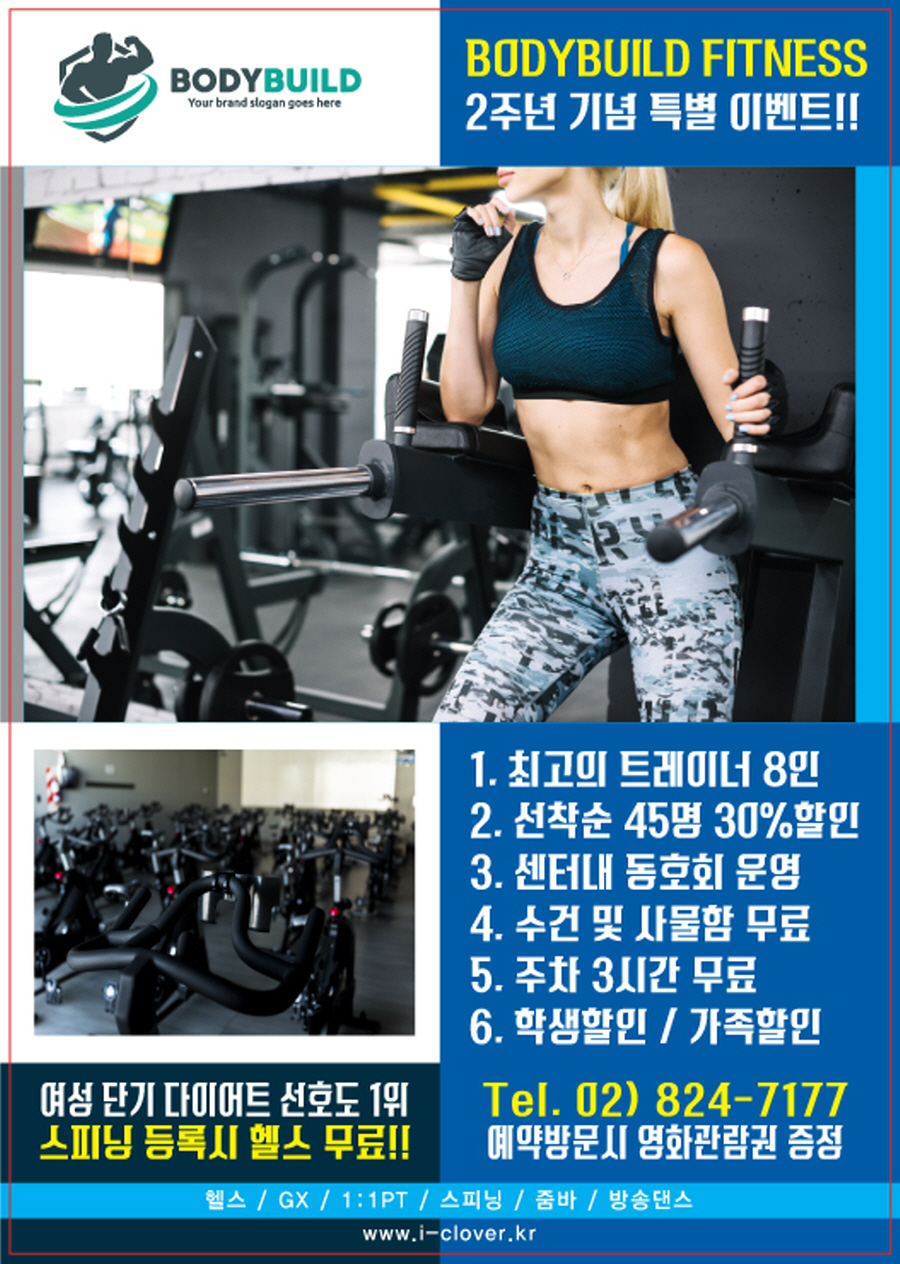 BODYBUILD
Your brand slogan goes here
BODYBUILD FITNESS
2주년 기념 특별 이벤트!!
1. 최고의 트레이너 8인
2. 선착순 45명 30%할인
3. 센터내 동호회 운영
4. 수건 및 사물함 무료
5. 주차 3시간 무료
6. 학생할인 / 가족할인
여성 단기 다이어트 선호도 1위
스피닝 등록시 헬스 무료!!
Tel. 02) 824-7177
예약방문시 영화관람권 증정
헬스 / GX / 1:1PT / 스피닝 / 줌바 / 방송댄스
www.i-clover.kr